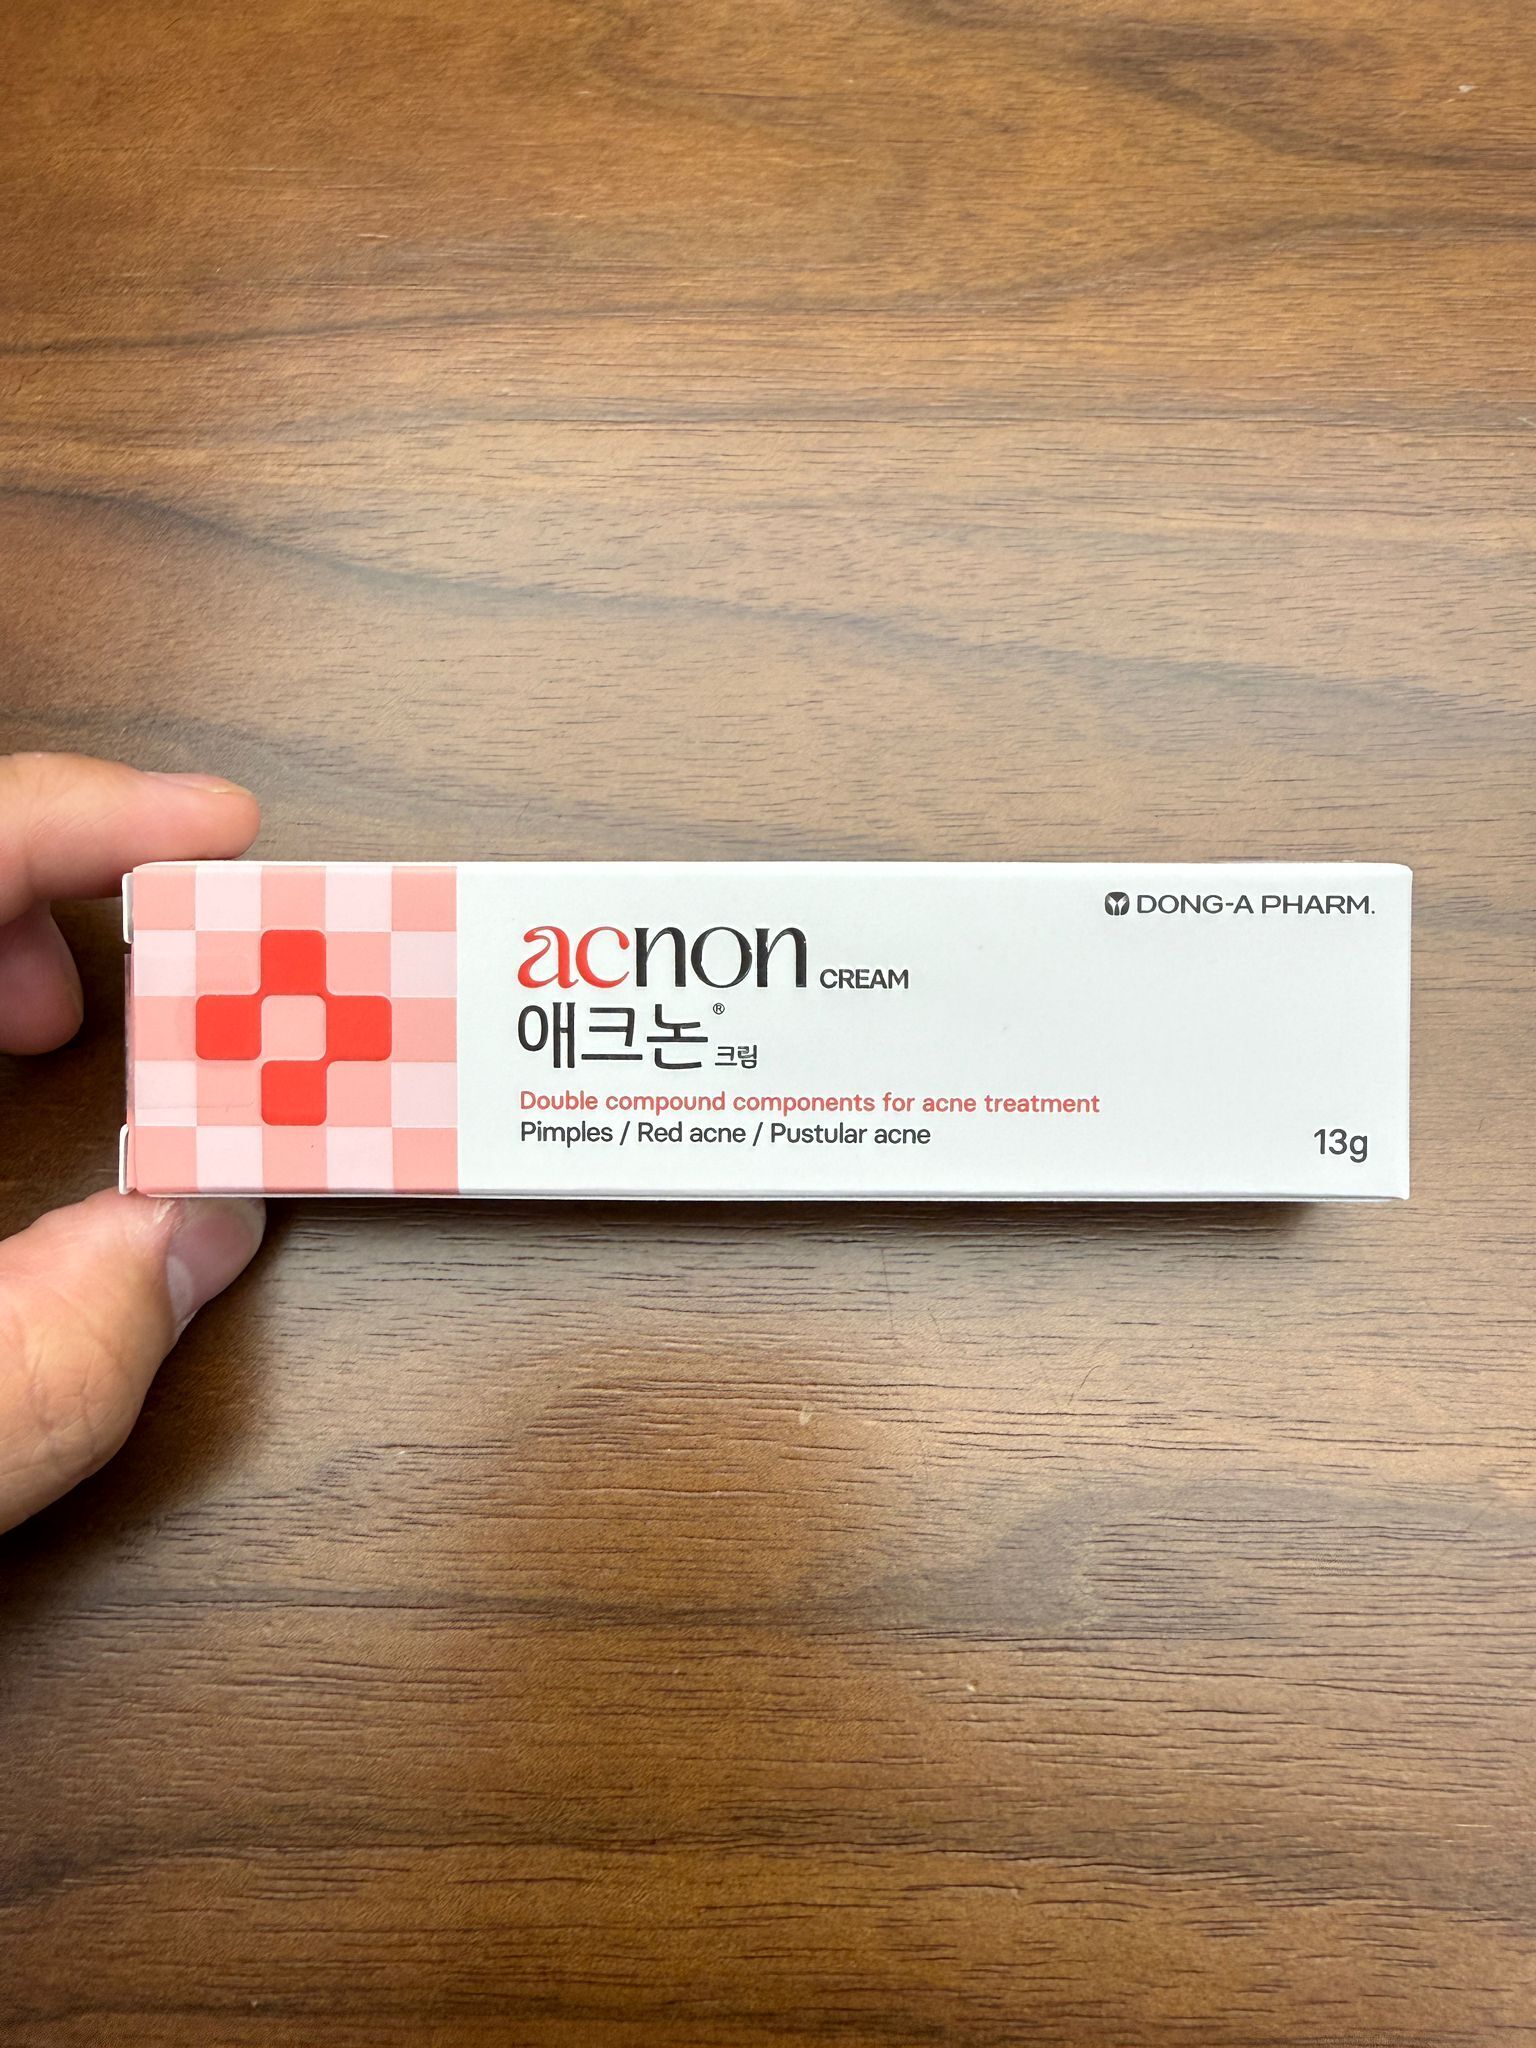 DONG-A PHARM.
acnon CREAM
애크논® 크림
Double compound components for acne treatment
Pimples / Red acne / Pustular acne
13g